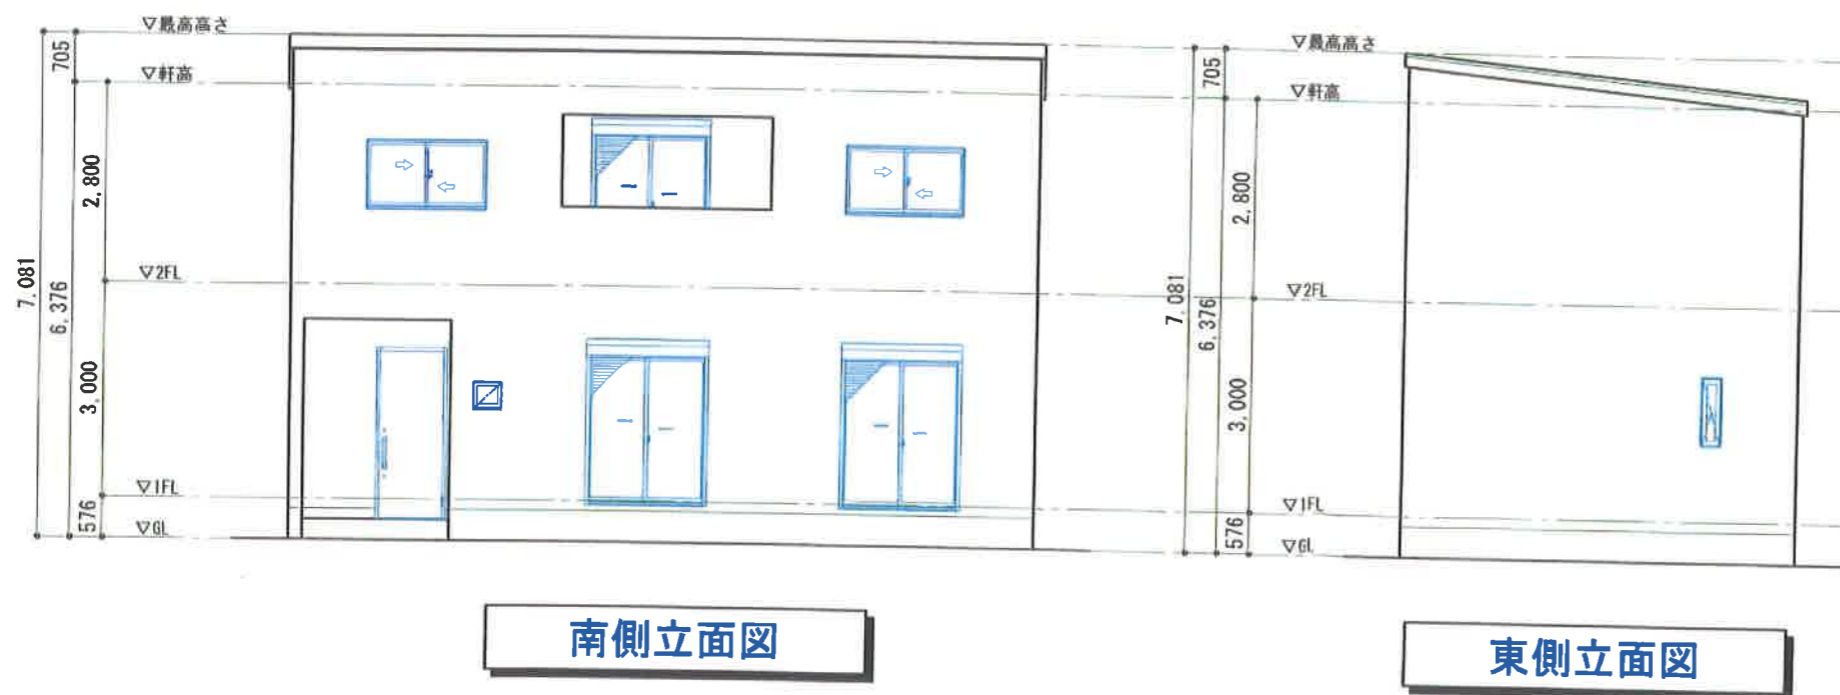 ▽最高高さ
705
▽軒高
2,800
7,081
6,376
▽2FL
3,000
▽1FL
576
▽GL
南側立面図
▽最高高さ
705
▽軒高
2,800
7,081
6,376
▽2FL
3,000
▽1FL
576
▽GL
東側立面図